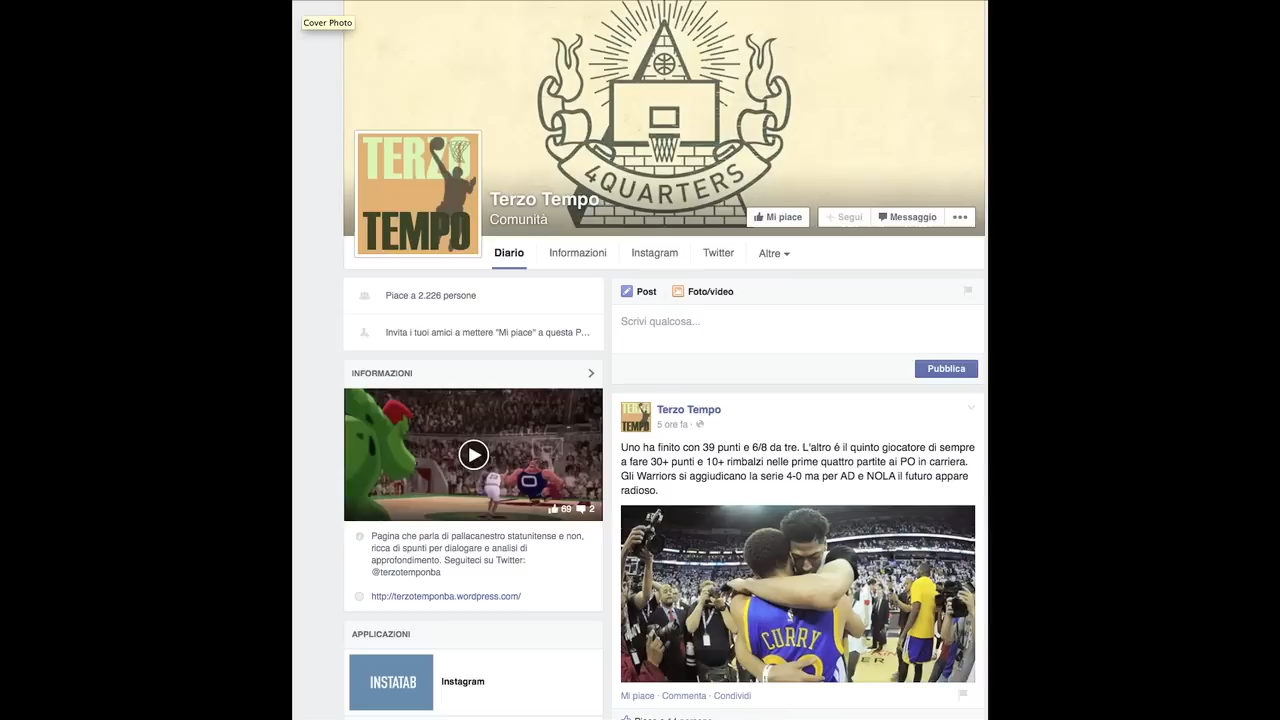 Cover Photo
4QUARTERS
TERZO
TEMPO
Terzo Tempo
Comunità
Mi piace
Segui
Messaggio
Diario
Informazioni
Instagram
Twitter
Altre
Piace a 2.226 persone
Invita i tuoi amici a mettere "Mi piace" a questa P...
INFORMAZIONI
0
69 2
Pagina che parla di pallacanestro statunitense e non,
ricca di spunti per dialogare e analisi di
approfondimento. Seguiteci su Twitter:
@terzotemponba
http://terzotemponba.wordpress.com/
APPLICAZIONI
INSTATAB
Instagram
Post
Foto/video
Scrivi qualcosa...
Pubblica
TERZO
TEMPO
Terzo Tempo
5 ore fa ·
Uno ha finito con 39 punti e 6/8 da tre. L'altro é il quinto giocatore di sempre
a fare 30+ punti e 10+ rimbalzi nelle prime quattro partite ai PO in carriera.
Gli Warriors si aggiudicano la serie 4-0 ma per AD e NOLA il futuro appare
radioso.
CURRY
Mi piace · Commenta · Condividi